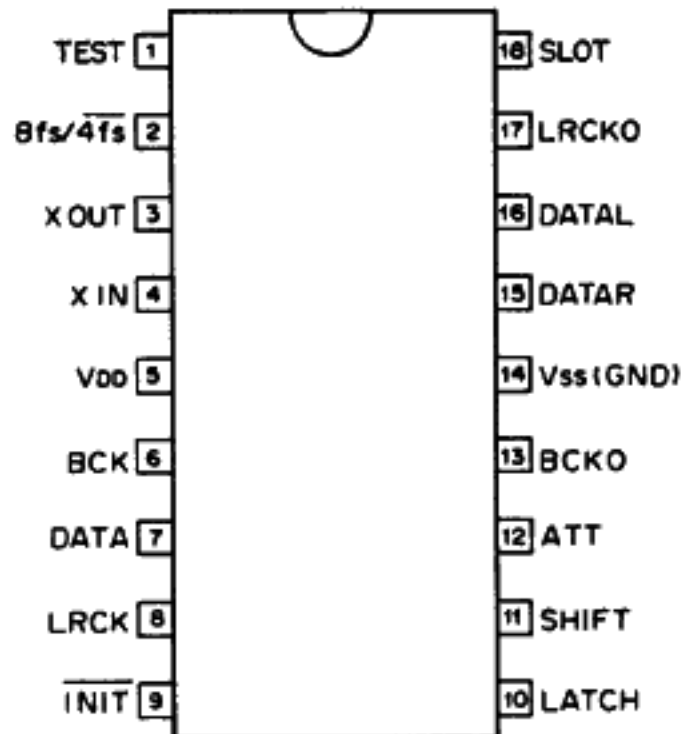 TEST 1
8fs/4fs 2
X OUT 3
X IN 4
VDD 5
BCK 6
DATA 7
LRCK 8
INIT 9
18 SLOT
17 LRCKO
16 DATAL
15 DATAR
14 Vss (GND)
13 BCKO
12 ATT
11 SHIFT
10 LATCH